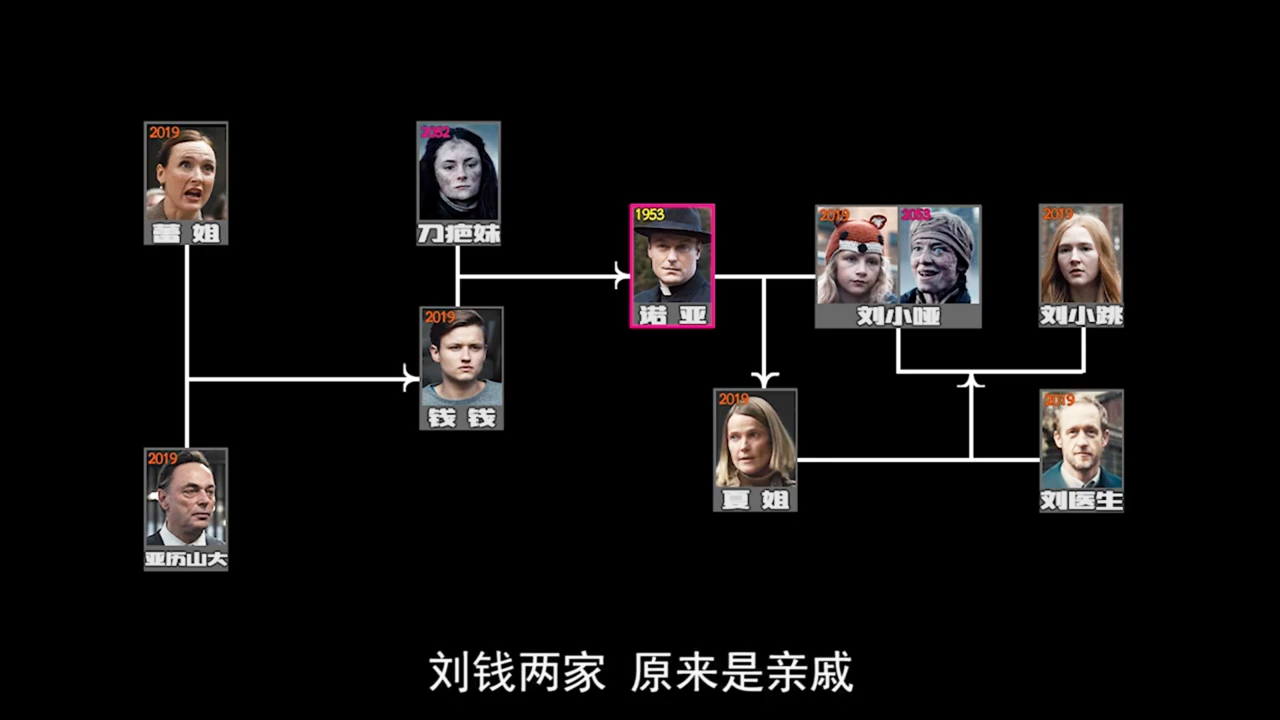 2019
蕾 姐
2052
刀疤妹
1953
诺 亚
2019
2053
刘小哑
2019
刘小跳
2019
钱 钱
2019
夏 姐
2019
刘医生
2019
亚历山大
刘钱两家 原来是亲戚